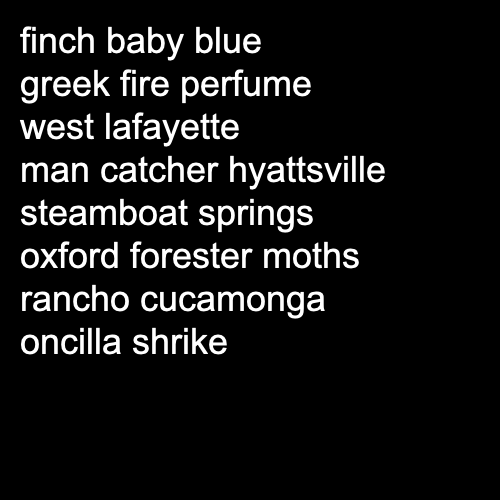 finch baby blue
greek fire perfume
west lafayette
man catcher hyattsville
steamboat springs
oxford forester moths
rancho cucamonga
oncilla shrike